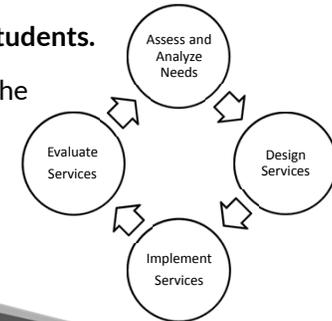 tudents.
he
Assess and
Analyze
Needs
Design
Services
Implement
Services
Evaluate
Services